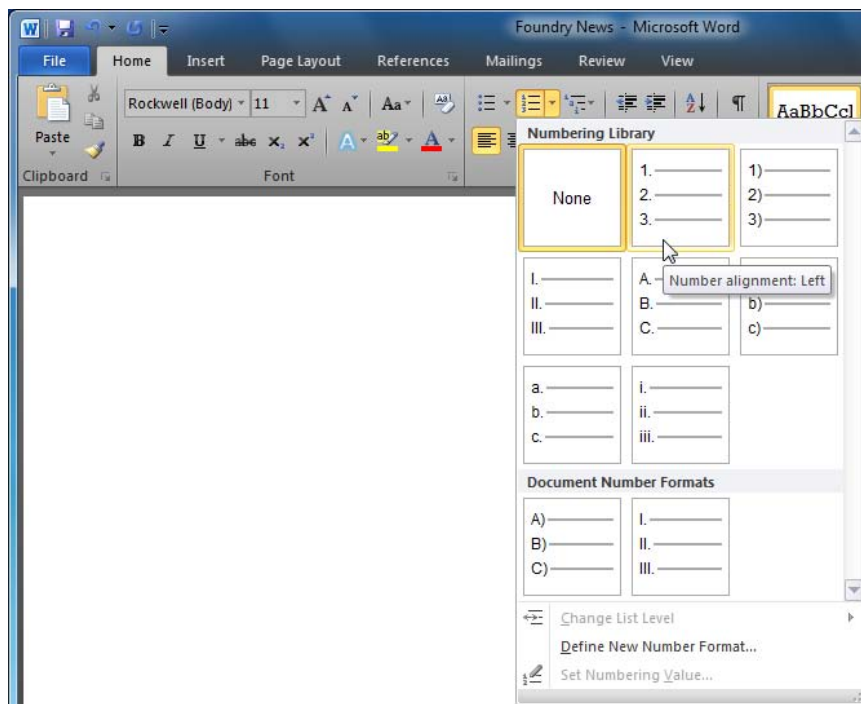 Foundry News - Microsoft Word
File Home Insert Page Layout References Mailings Review View
Rockwell (Body) 11 Aa AaBbCcl
Paste B I U abc x₂ x² A ab A
Clipboard Font
Numbering Library
None
1.
2.
3.
1)
2)
3)
Number alignment: Left
I.
II.
III.
A.
B.
C.
b)
c)
a.
b.
c.
i.
ii.
iii.
Document Number Formats
A)
B)
C)
I.
II.
III.
Change List Level
Define New Number Format...
Set Numbering Value...